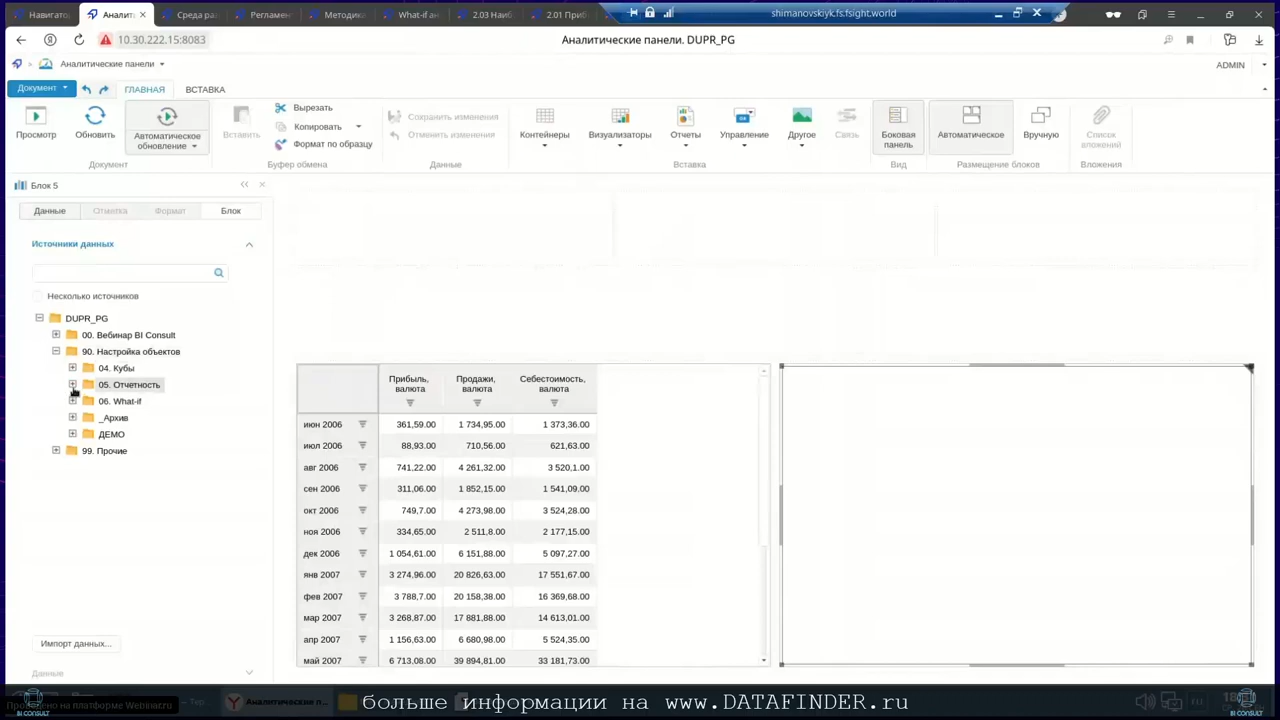 Навигатор
Аналит
Среда раз
Регламен
Методик
What-if ан
2.03 Наиб
2.01 Приб
shimanovskiyk.fs.fsight.world
10.30.222.15:8083
Аналитические панели. DUPR_PG
Аналитические панели
ADMIN
Документ
ГЛАВНАЯ
ВСТАВКА
Просмотр
Обновить
Автоматическое
обновление
Вставить
Вырезать
Копировать
Формат по образцу
Сохранить изменения
Отменить изменения
Контейнеры
Визуализаторы
Отчеты
Управление
Другое
Связь
Боковая
панель
Автоматическое
Вручную
Список
вложений
Документ
Буфер обмена
Данные
Вставка
Вид
Размещение блоков
Вложения
Блок 5
Данные
Отметка
Формат
Блок
Источники данных
Несколько источников
DUPR_PG
00. Вебинар BI Consult
90. Настройка объектов
04. Кубы
05. Отчетность
06. What-if
_Архив
ДЕМО
99. Прочие
Импорт данных...
Данные
Прибыль, валюта Продажи, валюта Себестоимость, валюта
июн 2006 361,59.00 1 734,95.00 1 373,36.00
июл 2006 88,93.00 710,56.00 621,63.00
авг 2006 741,22.00 4 261,32.00 3 520,1.00
сен 2006 311,06.00 1 852,15.00 1 541,09.00
окт 2006 749,7.00 4 273,98.00 3 524,28.00
ноя 2006 334,65.00 2 511,8.00 2 177,15.00
дек 2006 1 054,61.00 6 151,88.00 5 097,27.00
янв 2007 3 274,96.00 20 826,63.00 17 551,67.00
фев 2007 3 788,7.00 20 158,38.00 16 369,68.00
мар 2007 3 268,87.00 17 881,88.00 14 613,01.00
апр 2007 1 156,63.00 6 680,98.00 5 524,35.00
май 2007 6 713,08.00 39 894,81.00 33 181,73.00
Проведено на платформе Webinar.ru
Аналитические п...
больше информации на www.DATAFINDER.ru
RU
BI CONSULT
BI CONSULT